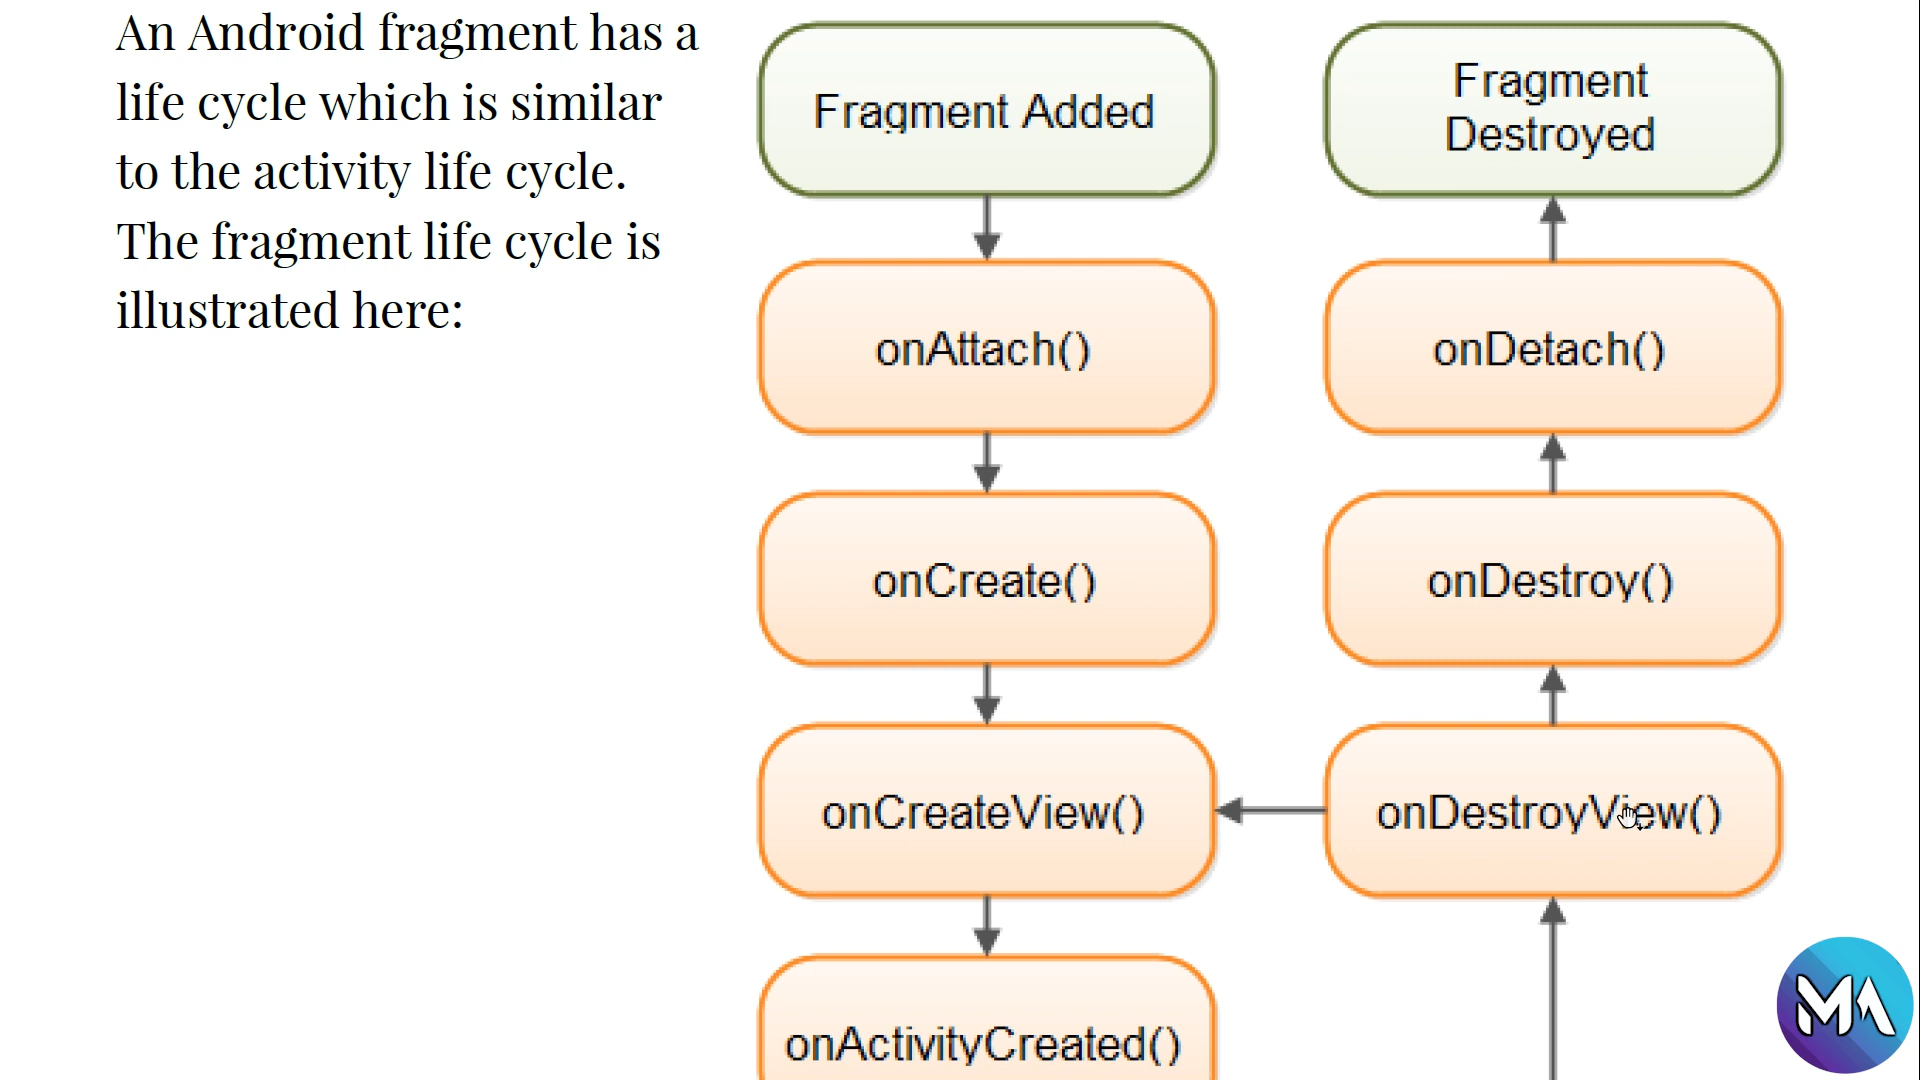 An Android fragment has a
life cycle which is similar
to the activity life cycle.
The fragment life cycle is
illustrated here:
Fragment Added
onAttach()
onCreate()
onCreateView()
onActivityCreated()
Fragment
Destroyed
onDetach()
onDestroy()
onDestroyView()
MA